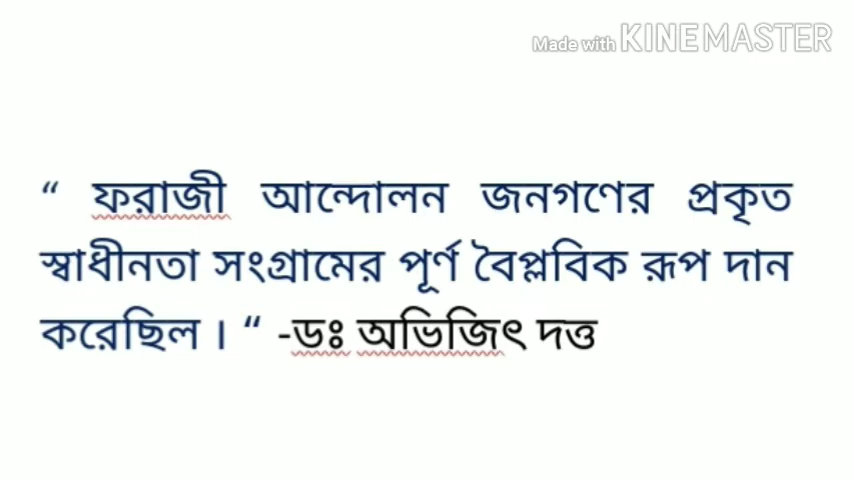 Made with KINEMASTER
“ ফরাজী আন্দোলন জনগণের প্রকৃত
স্বাধীনতা সংগ্রামের পূর্ণ বৈপ্লবিক রূপ দান
করেছিল । “ -ডঃ অভিজিৎ দত্ত